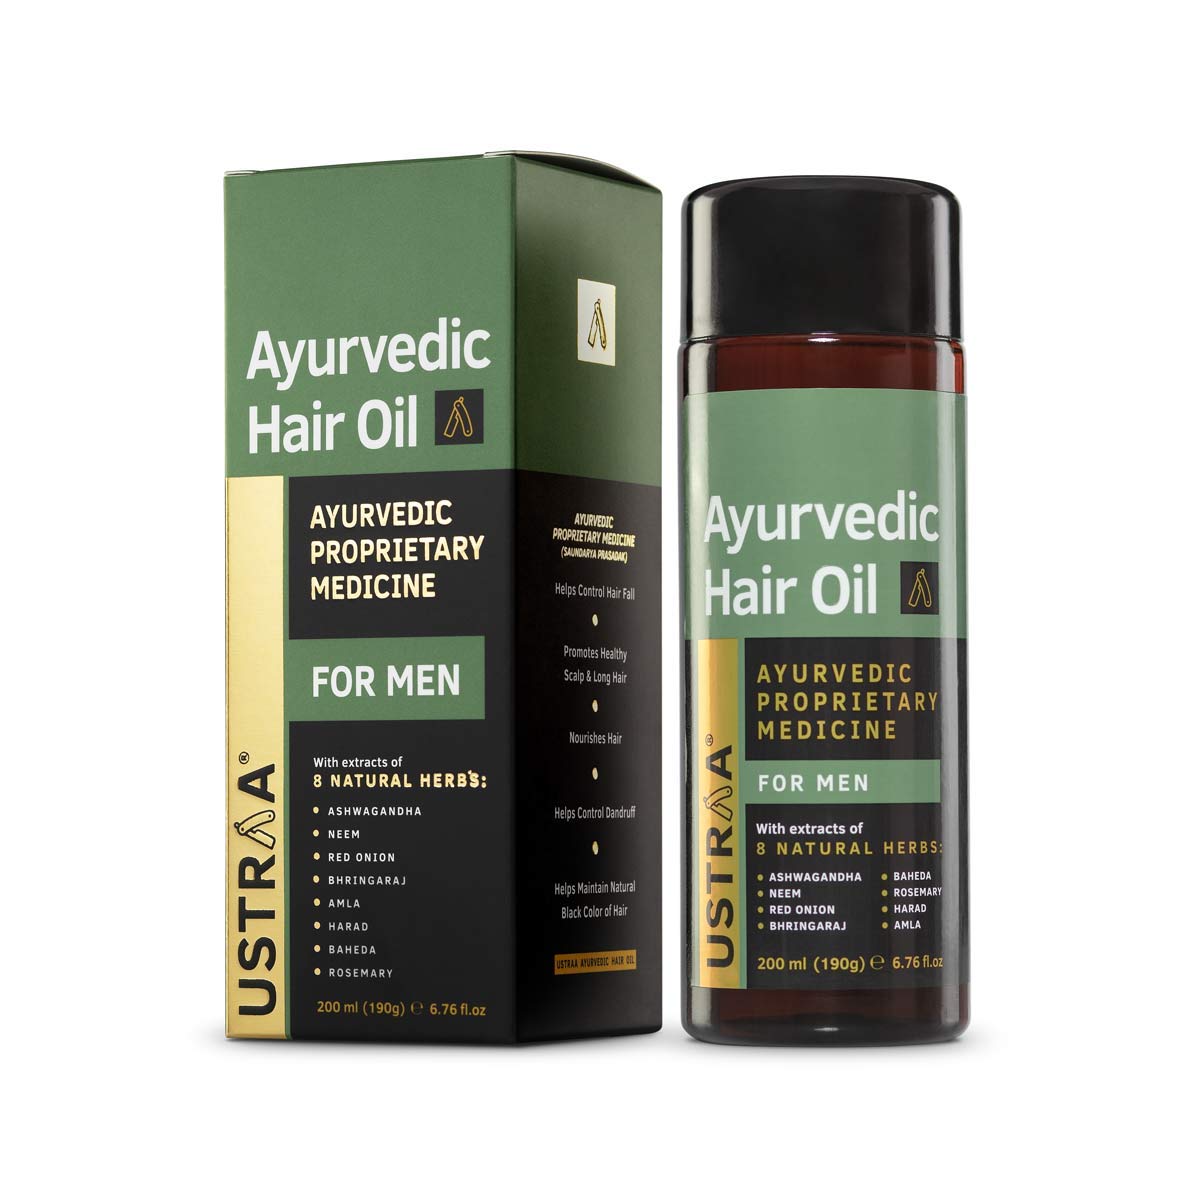 Ayurvedic
Hair Oil
AYURVEDIC
PROPRIETARY
MEDICINE
FOR MEN
With extracts of
8 NATURAL HERBS:
ASHWAGANDHA
NEEM
RED ONION
BHRINGARAJ
AMLA
HARAD
BAHEDA
ROSEMARY
200 ml (190g) ℮ 6.76 fl.oz
USTRAA®
AYURVEDIC
PROPRIETARY MEDICINE
(SAUNDARYA PRASADAK)
Helps Control Hair Fall
Promotes Healthy
Scalp & Long Hair
Nourishes Hair
Helps Control Dandruff
Helps Maintain Natural
Black Color of Hair
USTRAA AYURVEDIC HAIR OIL
Ayurvedic
Hair Oil
AYURVEDIC
PROPRIETARY
MEDICINE
FOR MEN
With extracts of
8 NATURAL HERBS:
ASHWAGANDHA
NEEM
RED ONION
BHRINGARAJ
BAHEDA
ROSEMARY
HARAD
AMLA
200 ml (190g) ℮ 6.76 fl.oz
USTRAA®